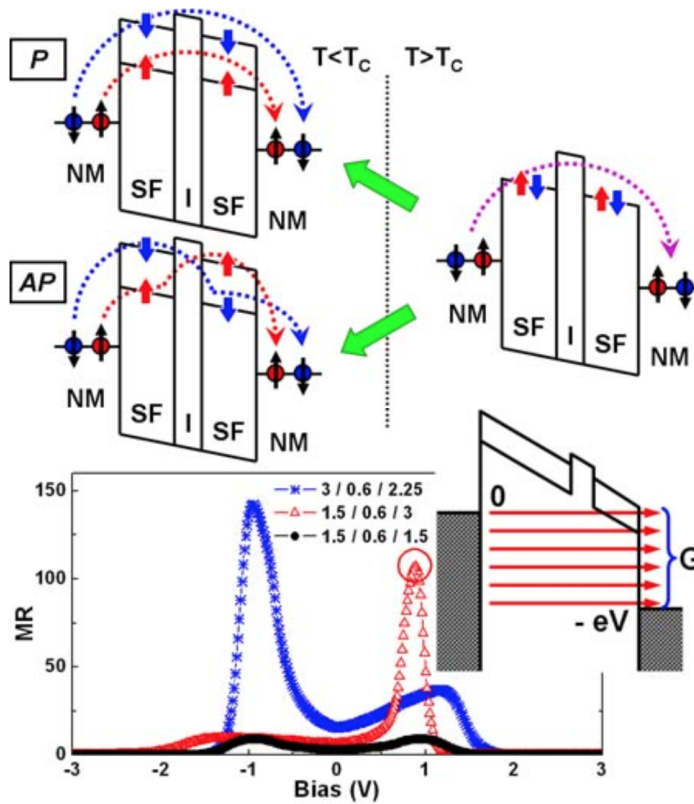 P
T<T_C
T>T_C
NM
SF
I
SF
NM
AP
NM
SF
I
SF
NM
NM
SF
I
SF
NM
150
100
50
0
MR
3 / 0.6 / 2.25
1.5 / 0.6 / 3
1.5 / 0.6 / 1.5
0
G
- eV
-3
-2
-1
0
1
2
3
Bias (V)